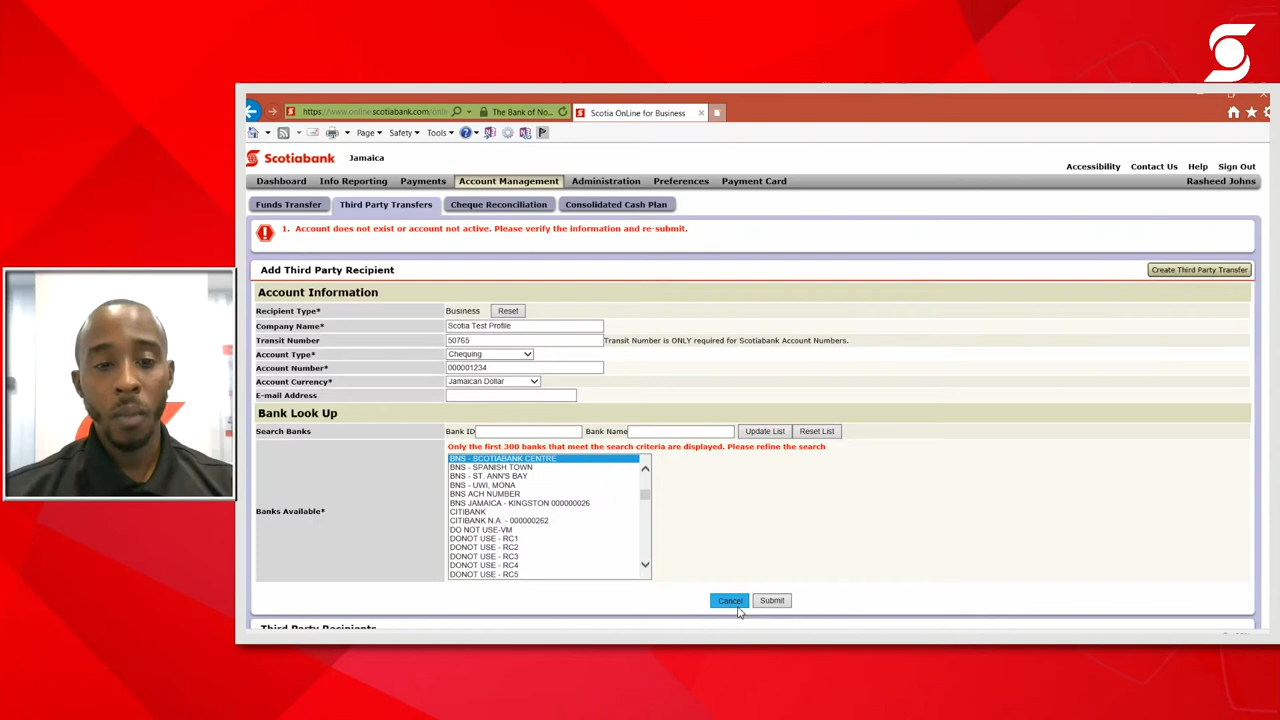 https://www.online.scotiabank.com/onlin
The Bank of No...
Scotia OnLine for Business
Page
Safety
Tools
Scotiabank
Jamaica
Accessibility Contact Us Help Sign Out
Dashboard Info Reporting Payments Account Management Administration Preferences Payment Card
Rasheed Johns
Funds Transfer Third Party Transfers Cheque Reconciliation Consolidated Cash Plan
1. Account does not exist or account not active. Please verify the information and re-submit.
Add Third Party Recipient
Create Third Party Transfer
Account Information
Recipient Type* Business Reset
Company Name* Scotia Test Profile
Transit Number 50765 Transit Number is ONLY required for Scotiabank Account Numbers.
Account Type* Chequing
Account Number* 000001234
Account Currency* Jamaican Dollar
E-mail Address
Bank Look Up
Search Banks Bank ID Bank Name Update List Reset List
Only the first 300 banks that meet the search criteria are displayed. Please refine the search
Banks Available*
BNS - SCOTIABANK CENTRE
BNS - SPANISH TOWN
BNS - ST. ANN'S BAY
BNS - UWI, MONA
BNS ACH NUMBER
BNS JAMAICA - KINGSTON 000000026
CITIBANK
CITIBANK N.A. - 000000262
DO NOT USE-VM
DONOT USE - RC1
DONOT USE - RC2
DONOT USE - RC3
DONOT USE - RC4
DONOT USE - RC5
Cancel Submit
Third Party Recipients